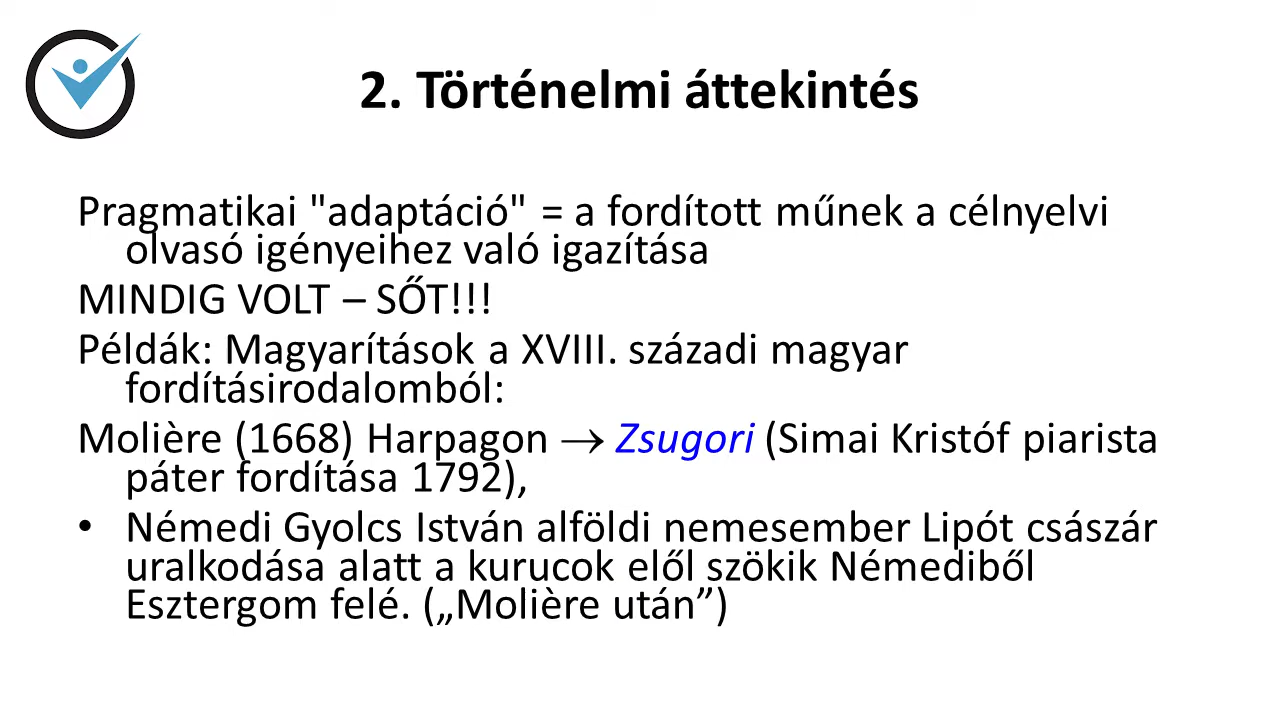 2. Történelmi áttekintés
Pragmatikai "adaptáció" = a fordított műnek a célnyelvi
olvasó igényeihez való igazítása
MINDIG VOLT – SŐT!!!
Példák: Magyarítások a XVIII. századi magyar
fordításirodalomból:
Molière (1668) Harpagon → Zsugori (Simai Kristóf piarista
páter fordítása 1792),
• Némedi Gyolcs István alföldi nemesember Lipót császár
uralkodása alatt a kurucok elől szökik Némediből
Esztergom felé. („Molière után”)